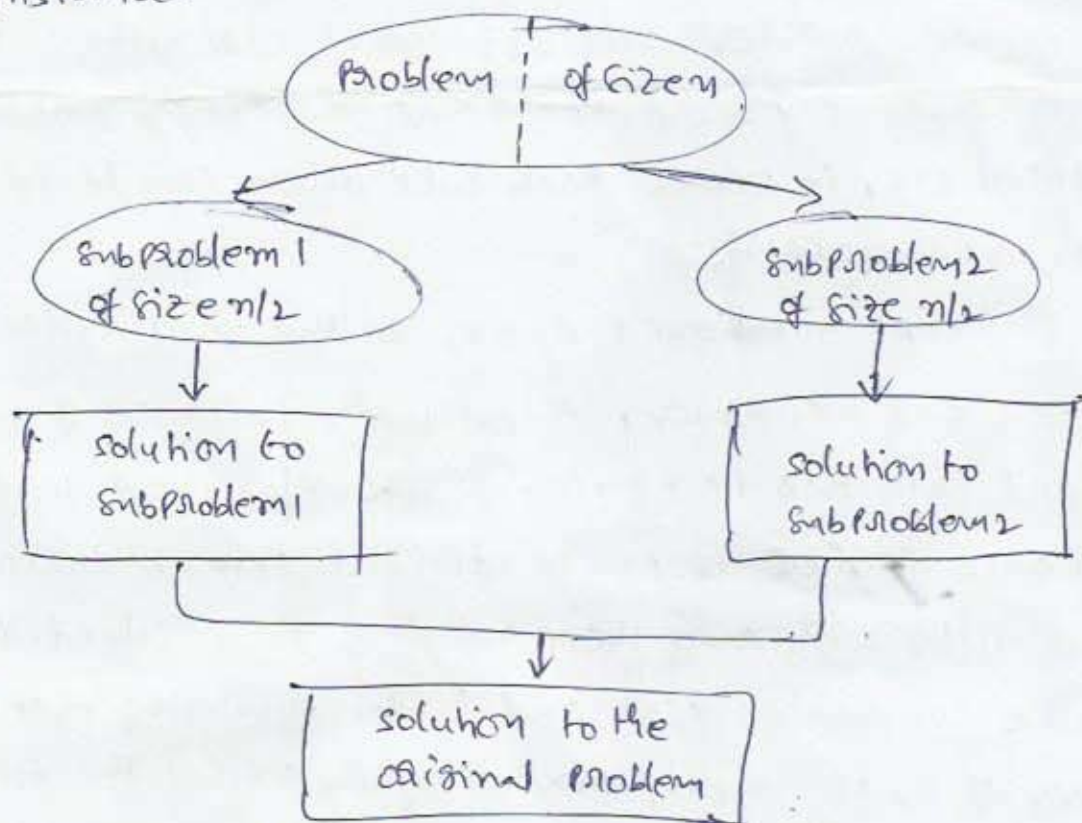 Problem of size n
Subproblem 1
of size n/2
Subproblem 2
of size n/2
solution to
Subproblem 1
solution to
Subproblem 2
solution to the
original problem